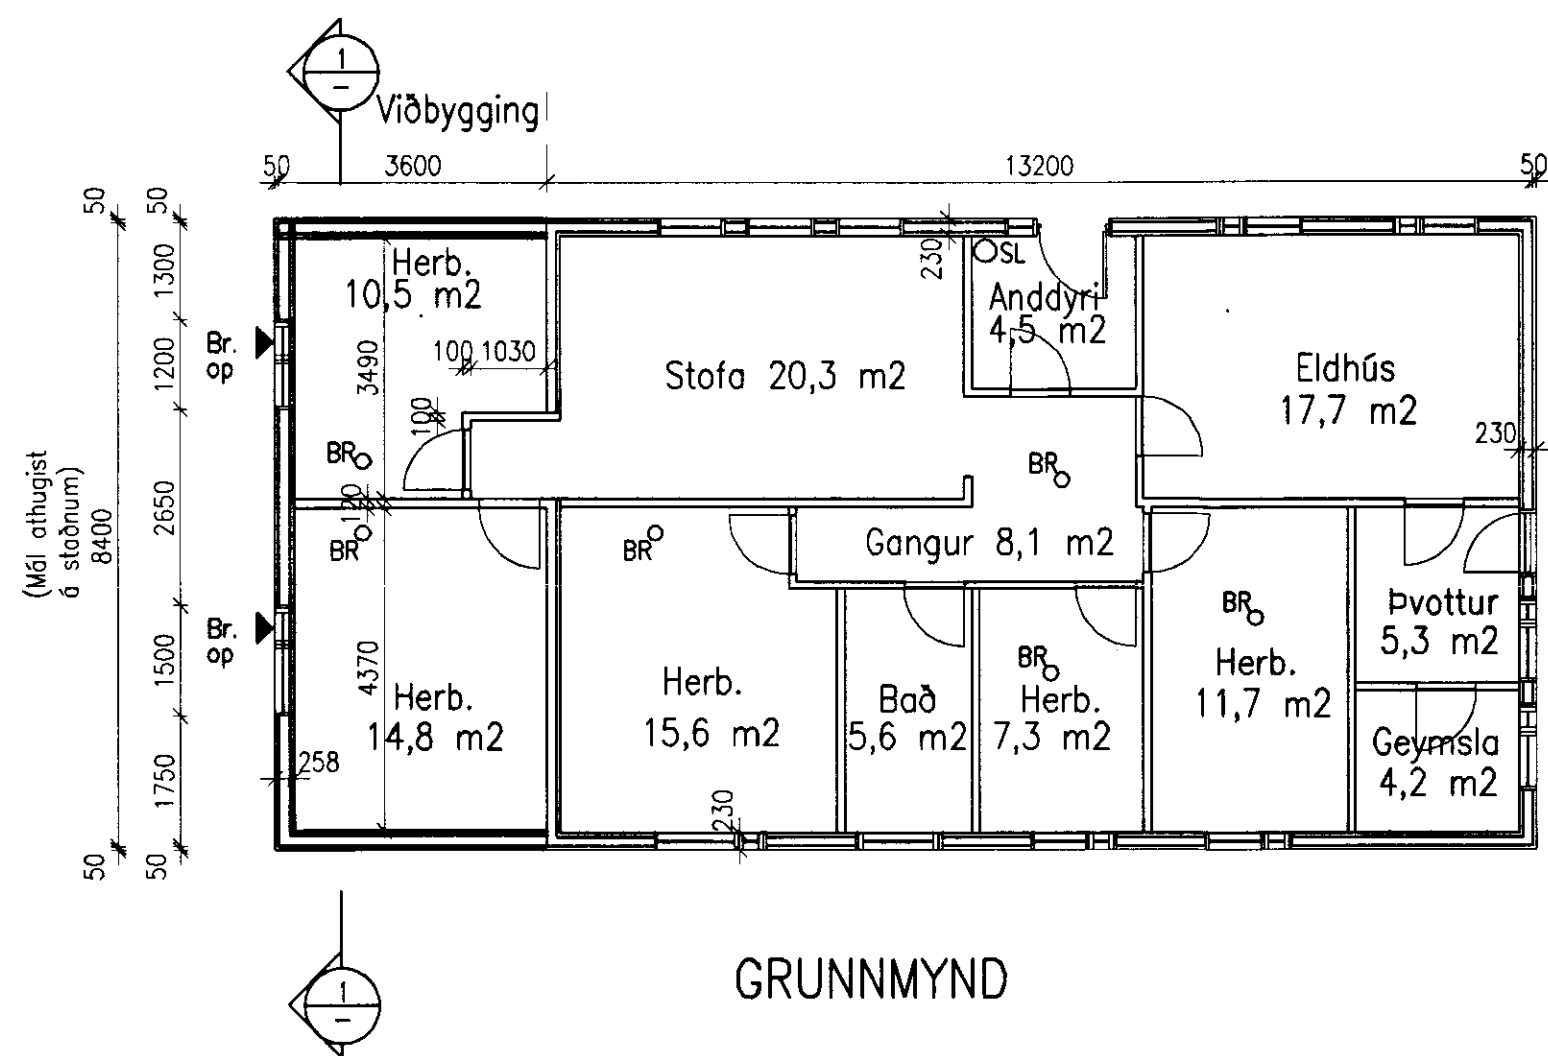 1
–
Viðbygging
50 3600 13200 50
50 50
1300
1200
2650
1500
1750
50 50
(Mál athugist
á staðnum)
8400
Br.
op
Br.
op
Herb.
10,5 m2
3490
100 1030
100
BR
120
BR
4370
Herb.
14,8 m2
258
Stofa 20,3 m2
230
SL
Anddyri
4,5 m2
BR
Eldhús
17,7 m2
230
Gangur 8,1 m2
BR
Herb.
15,6 m2
230
Bað
5,6 m2
BR
Herb.
7,3 m2
BR
Herb.
11,7 m2
Þvottur
5,3 m2
Geymsla
4,2 m2
GRUNNMYND
1
–